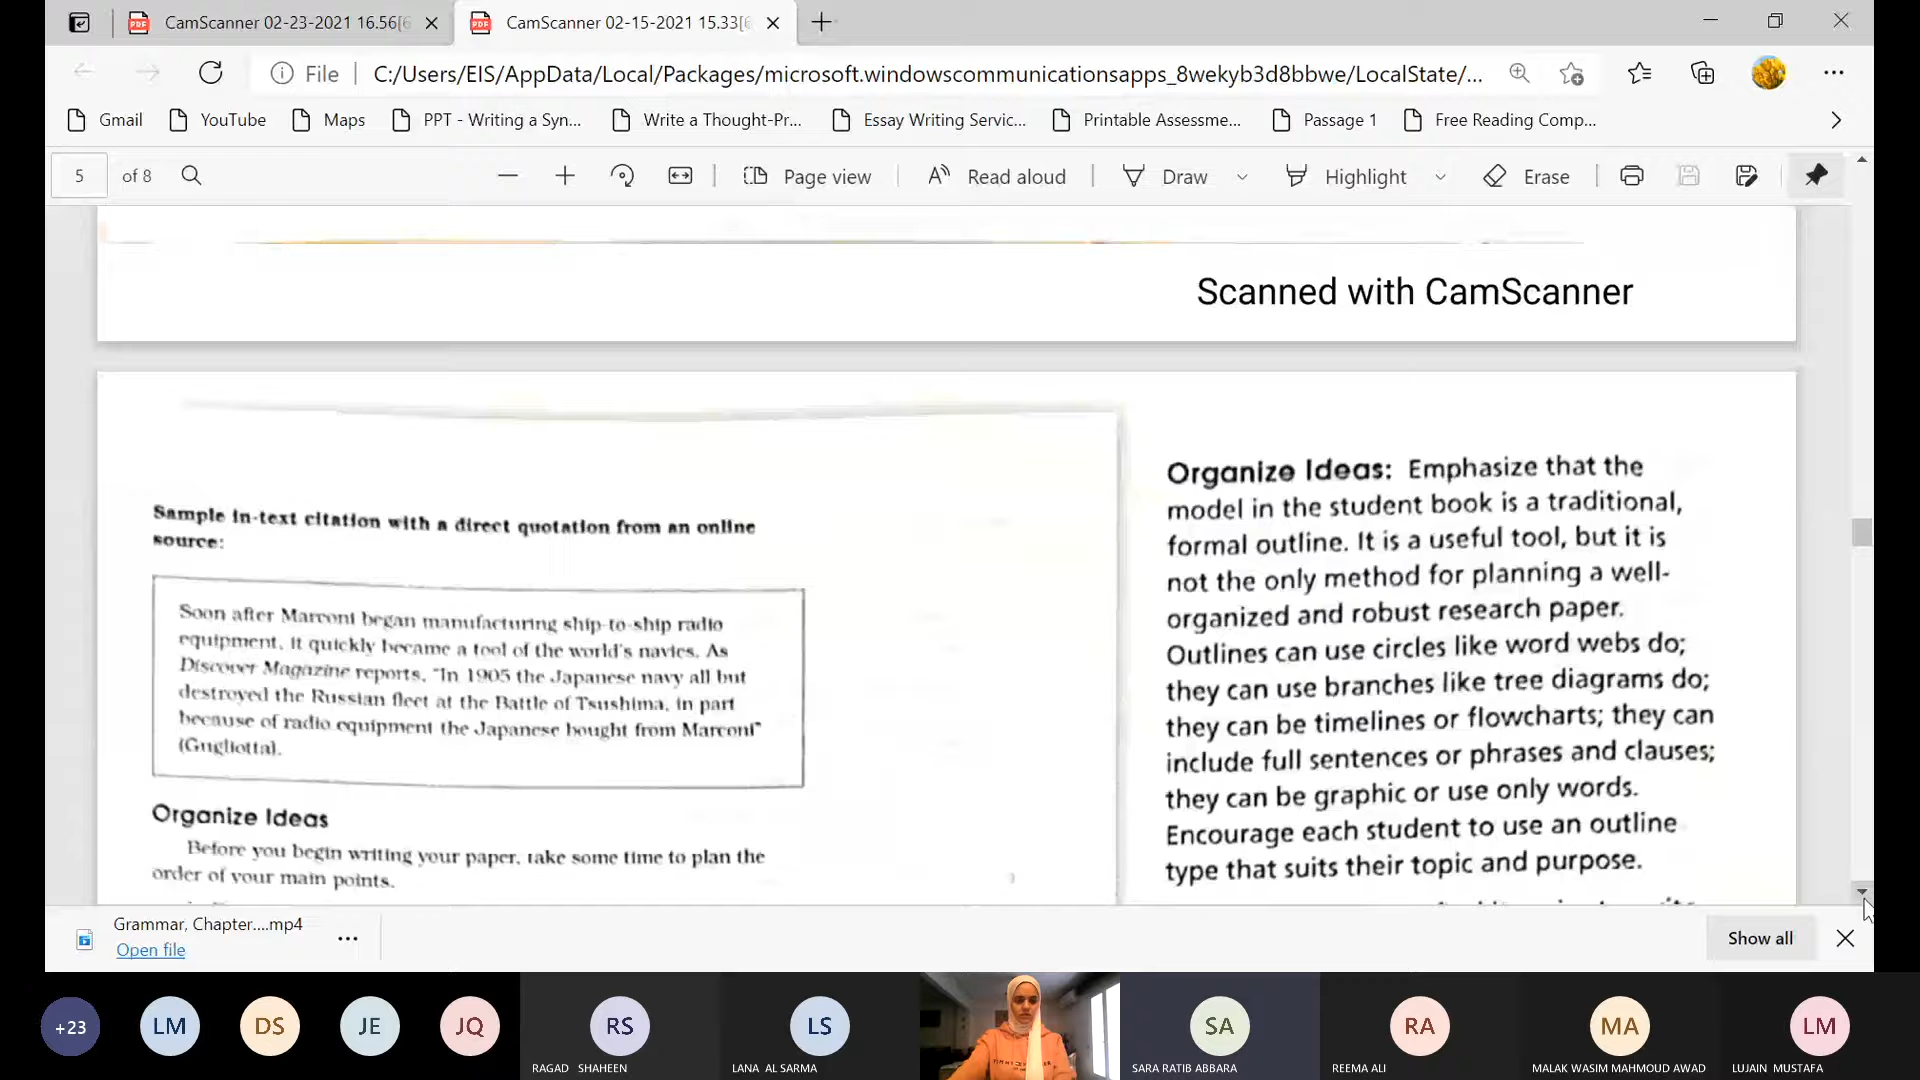 CamScanner 02-23-2021 16.56[6
CamScanner 02-15-2021 15.33[6
File
C:/Users/EIS/AppData/Local/Packages/microsoft.windowscommunicationsapps_8wekyb3d8bbwe/LocalState/...
Gmail
YouTube
Maps
PPT - Writing a Syn...
Write a Thought-Pr...
Essay Writing Servic...
Printable Assessme...
Passage 1
Free Reading Comp...
5 of 8
Page view
Read aloud
Draw
Highlight
Erase
Scanned with CamScanner
Sample in-text citation with a direct quotation from an online
source:
Soon after Marconi began manufacturing ship-to-ship radio
equipment, it quickly became a tool of the world's navies. As
Discover Magazine reports, "In 1905 the Japanese navy all but
destroyed the Russian fleet at the Battle of Tsushima, in part
because of radio equipment the Japanese bought from Marconi"
(Gugliotta).
Organize Ideas
Before you begin writing your paper, take some time to plan the
order of your main points.
Organize Ideas: Emphasize that the
model in the student book is a traditional,
formal outline. It is a useful tool, but it is
not the only method for planning a well-
organized and robust research paper.
Outlines can use circles like word webs do;
they can use branches like tree diagrams do;
they can be timelines or flowcharts; they can
include full sentences or phrases and clauses;
they can be graphic or use only words.
Encourage each student to use an outline
type that suits their topic and purpose.
Grammar, Chapter....mp4
Open file
Show all
+23
LM
DS
JE
JQ
RS
RAGAD SHAHEEN
LS
LANA AL SARMA
SA
SARA RATIB ABBARA
RA
REEMA ALI
MA
MALAK WASIM MAHMOUD AWAD
LM
LUJAIN MUSTAFA